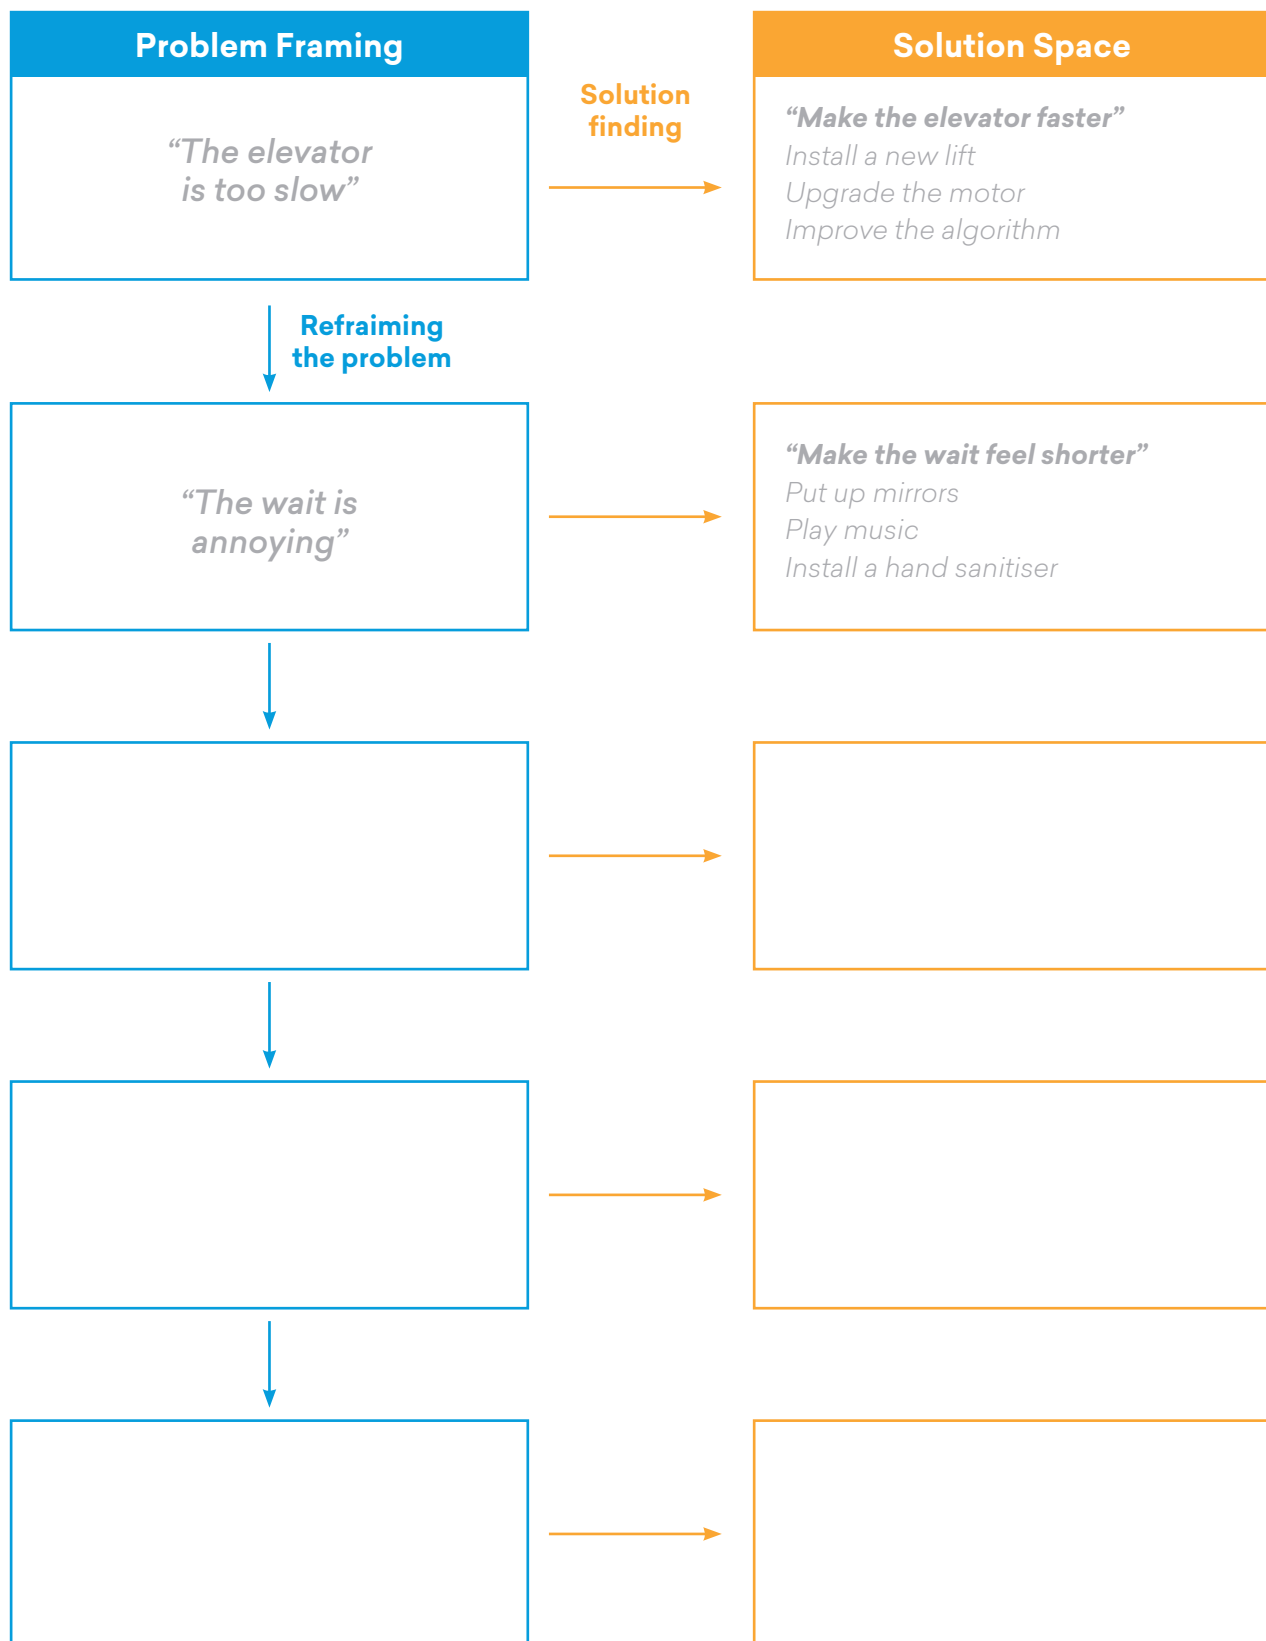 Problem Framing
Solution Space
“The elevator
is too slow”
Solution
finding
“Make the elevator faster”
Install a new lift
Upgrade the motor
Improve the algorithm
Refraiming
the problem
“The wait is
annoying”
“Make the wait feel shorter”
Put up mirrors
Play music
Install a hand sanitiser